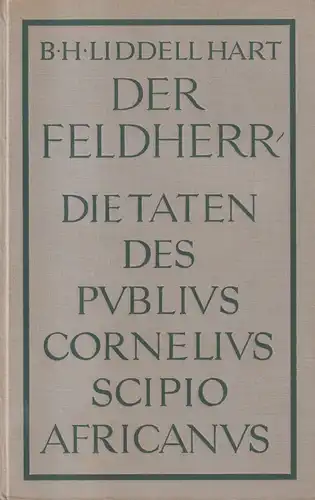 B·H·LIDDELL HART
DER
FELDHERR
DIE TATEN
DES
PVBLIVS
CORNELIVS
SCIPIO
AFRICANVS